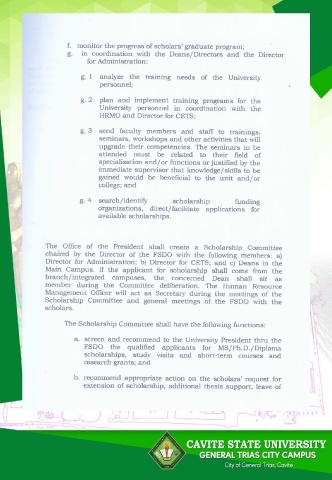 f. monitor the progress of scholars' graduate program;
g. in coordination with the Deans/Directors and the Director
for Administration:
g. 1 analyze the training needs of the University
personnel;
g. 2 plan and implement training programs for the
University personnel in coordination with the
HRMO and Director for CETS;
g. 3 send faculty members and staff to trainings,
seminars, workshops and other activities that will
upgrade their competencies. The seminars to be
attended must be related to their field of
specialization and/or functions or justified by the
immediate supervisor that knowledge/skills to be
gained would be beneficial to the unit and/or
college; and
g. 4 search/identify scholarship funding
organizations, direct/facilitate applications for
available scholarships.
The Office of the President shall create a Scholarship Committee
chaired by the Director of the FSDO with the following members: a)
Director for Administration; b) Director for CETS; and c) Deans in the
Main Campus. If the applicant for scholarship shall come from the
branch/integrated campuses, the concerned Dean shall sit as
member during the Committee deliberation. The Human Resource
Management Officer will act as Secretary during the meetings of the
Scholarship Committee and general meetings of the FSDO with the
scholars.
The Scholarship Committee shall have the following functions:
a. screen and recommend to the University President thru the
FSDO the qualified applicants for MS/Ph.D./Diploma
scholarships, study visits and short-term courses and
research grants; and
b. recommend appropriate action on the scholars' request for
extension of scholarship, additional thesis support, leave of
CAVITE STATE UNIVERSITY
GENERAL TRIAS CITY CAMPUS
City of General Trias, Cavite